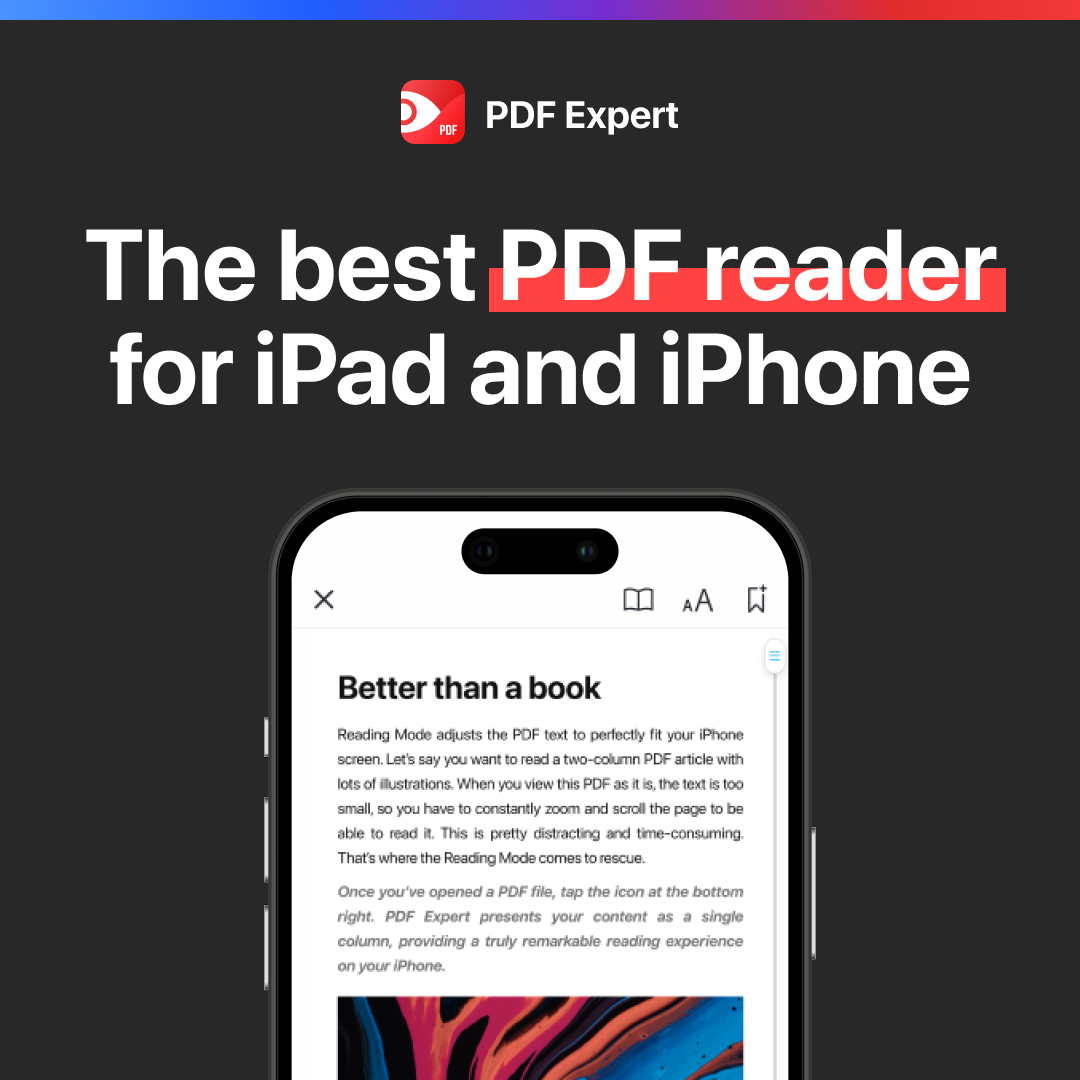 PDF
PDF Expert
The best PDF reader
for iPad and iPhone
AA
Better than a book
Reading Mode adjusts the PDF text to perfectly fit your iPhone
screen. Let's say you want to read a two-column PDF article with
lots of illustrations. When you view this PDF as it is, the text is too
small, so you have to constantly zoom and scroll the page to be
able to read it. This is pretty distracting and time-consuming.
That's where the Reading Mode comes to rescue.
Once you've opened a PDF file, tap the icon at the bottom
right. PDF Expert presents your content as a single
column, providing a truly remarkable reading experience
on your iPhone.